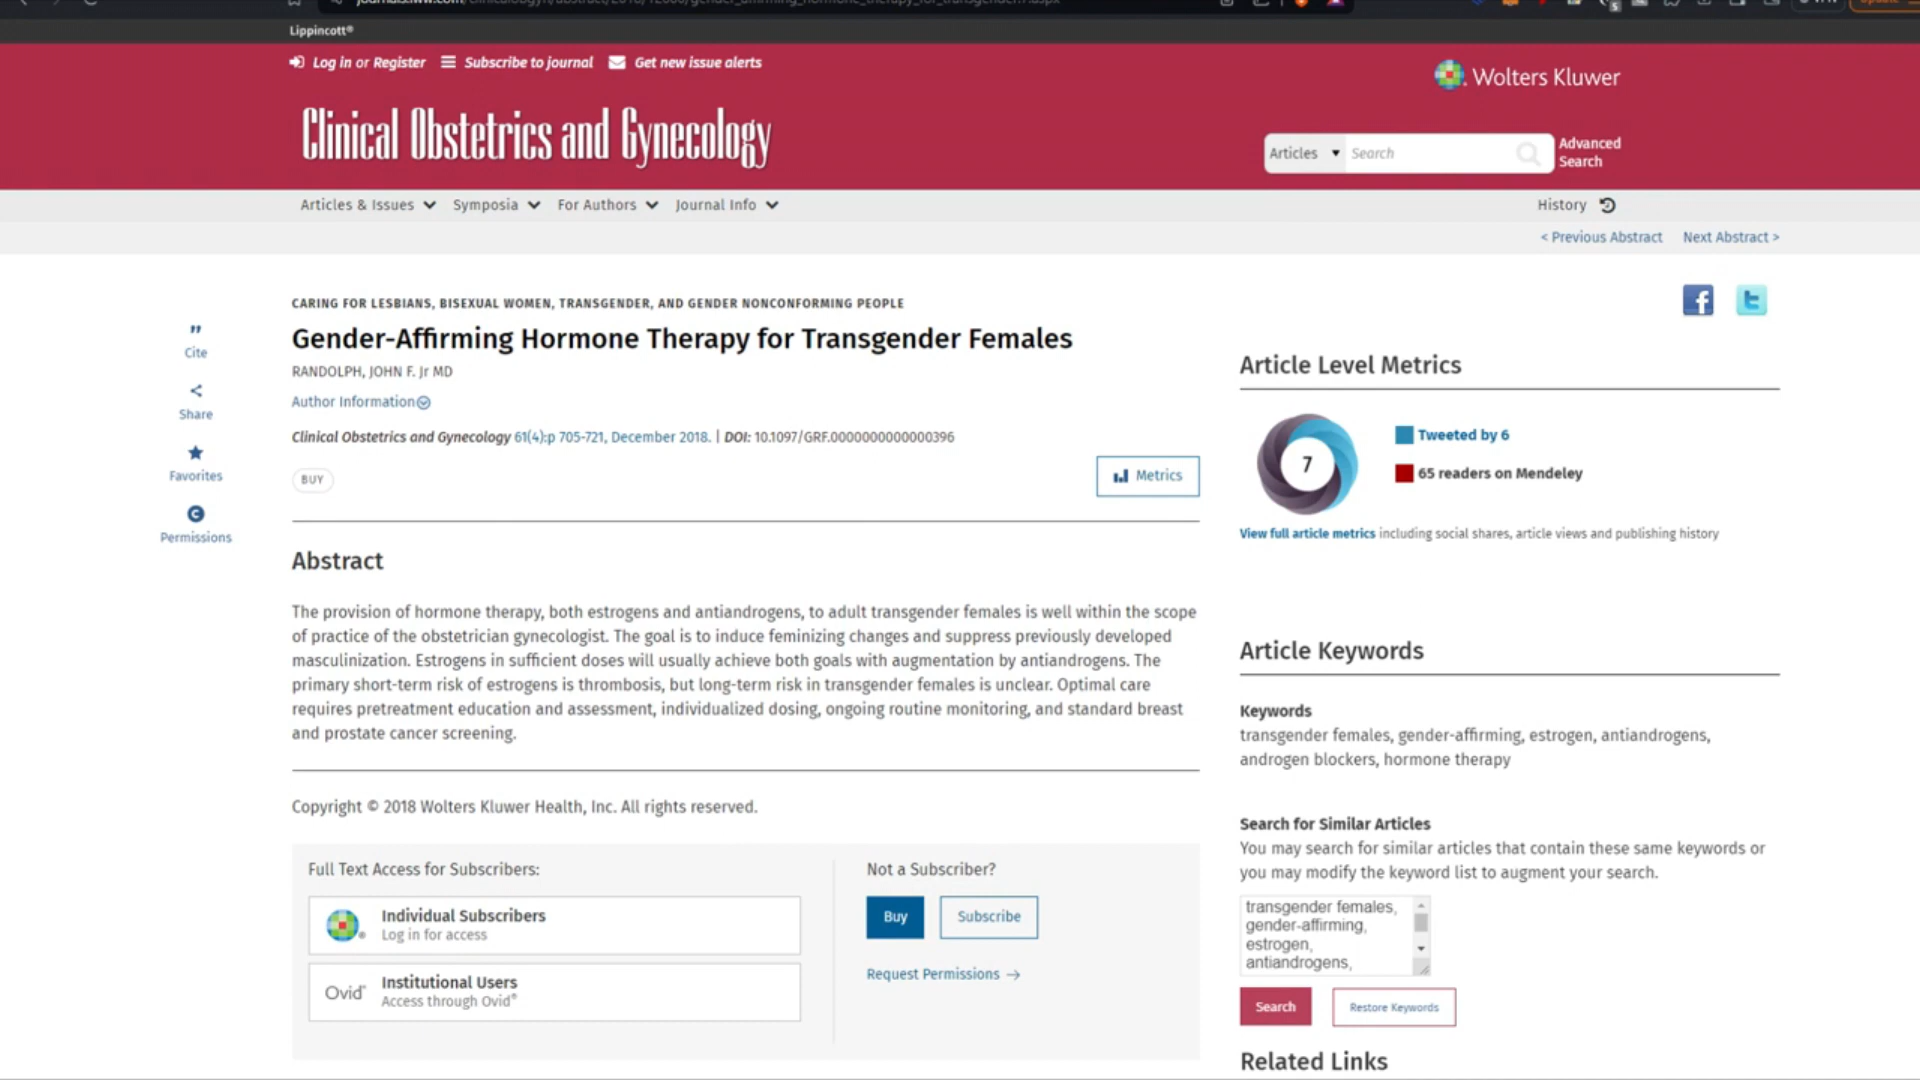 Lippincott®
Log in or Register Subscribe to journal Get new issue alerts
Wolters Kluwer
Clinical Obstetrics and Gynecology
Articles Search
Advanced
Search
Articles & Issues Symposia For Authors Journal Info
History
< Previous Abstract Next Abstract >
Cite
Share
Favorites
Permissions
CARING FOR LESBIANS, BISEXUAL WOMEN, TRANSGENDER, AND GENDER NONCONFORMING PEOPLE
Gender-Affirming Hormone Therapy for Transgender Females
RANDOLPH, JOHN F. Jr MD
Author Information
Clinical Obstetrics and Gynecology 61(4):p 705-721, December 2018. | DOI: 10.1097/GRF.0000000000000396
BUY
Metrics
Abstract
The provision of hormone therapy, both estrogens and antiandrogens, to adult transgender females is well within the scope
of practice of the obstetrician gynecologist. The goal is to induce feminizing changes and suppress previously developed
masculinization. Estrogens in sufficient doses will usually achieve both goals with augmentation by antiandrogens. The
primary short-term risk of estrogens is thrombosis, but long-term risk in transgender females is unclear. Optimal care
requires pretreatment education and assessment, individualized dosing, ongoing routine monitoring, and standard breast
and prostate cancer screening.
Copyright © 2018 Wolters Kluwer Health, Inc. All rights reserved.
Full Text Access for Subscribers:
Individual Subscribers
Log in for access
Ovid®
Institutional Users
Access through Ovid®
Not a Subscriber?
Buy Subscribe
Request Permissions →
Article Level Metrics
7
Tweeted by 6
65 readers on Mendeley
View full article metrics including social shares, article views and publishing history
Article Keywords
Keywords
transgender females, gender-affirming, estrogen, antiandrogens,
androgen blockers, hormone therapy
Search for Similar Articles
You may search for similar articles that contain these same keywords or
you may modify the keyword list to augment your search.
transgender females,
gender-affirming,
estrogen,
antiandrogens,
Search Restore Keywords
Related Links